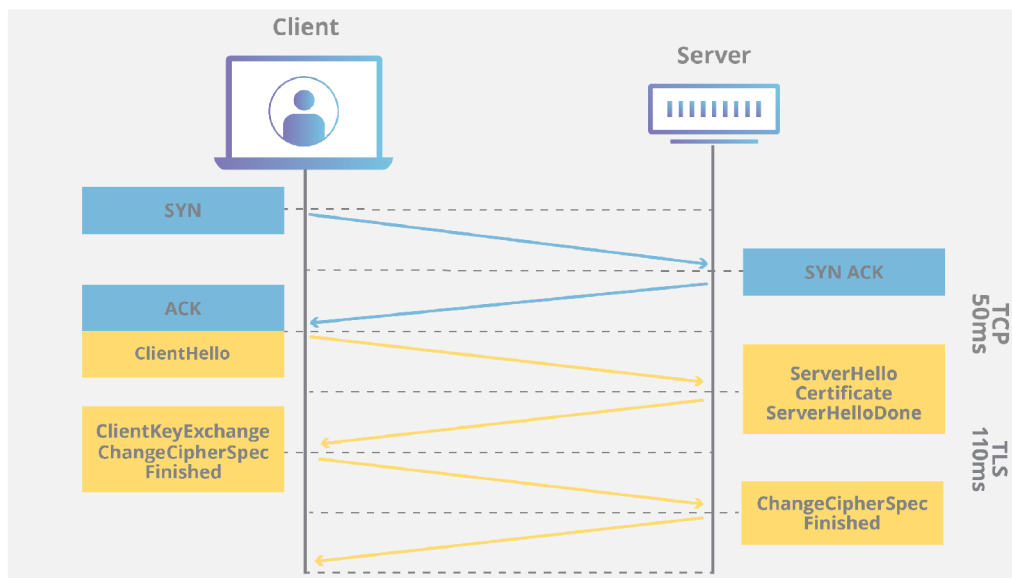 Client
Server
SYN
SYN ACK
ACK
ClientHello
TCP
50ms
ServerHello
Certificate
ServerHelloDone
ClientKeyExchange
ChangeCipherSpec
Finished
TLS
110ms
ChangeCipherSpec
Finished